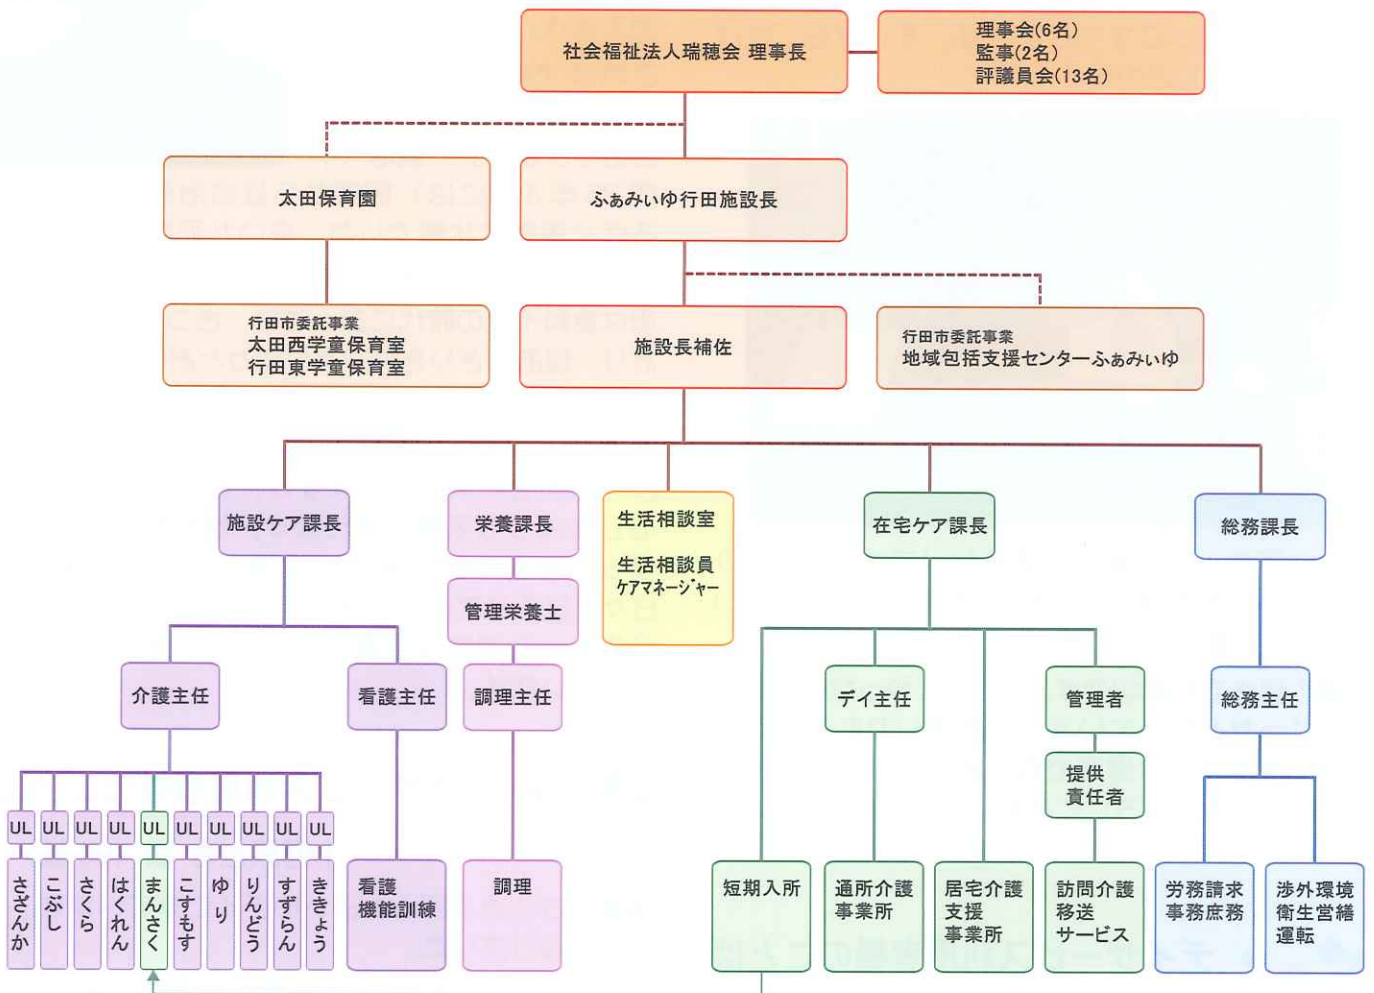 社会福祉法人瑞穂会 理事長
理事会(6名)
監事(2名)
評議員会(13名)
太田保育園
ふぁみいゆ行田施設長
行田市委託事業
太田西学童保育室
行田東学童保育室
施設長補佐
行田市委託事業
地域包括支援センターふぁみいゆ
施設ケア課長
栄養課長
生活相談室
生活相談員
ケアマネージャー
在宅ケア課長
総務課長
管理栄養士
介護主任
看護主任
調理主任
デイ主任
管理者
総務主任
提供
責任者
UL
UL
UL
UL
UL
UL
UL
UL
UL
UL
さざんか
こぶし
さくら
はくれん
まんさく
こすもす
ゆり
りんどう
すずらん
ききょう
看護
機能訓練
調理
短期入所
通所介護
事業所
居宅介護
支援
事業所
訪問介護
移送
サービス
労務請求
事務庶務
渉外環境
衛生営繕
運転